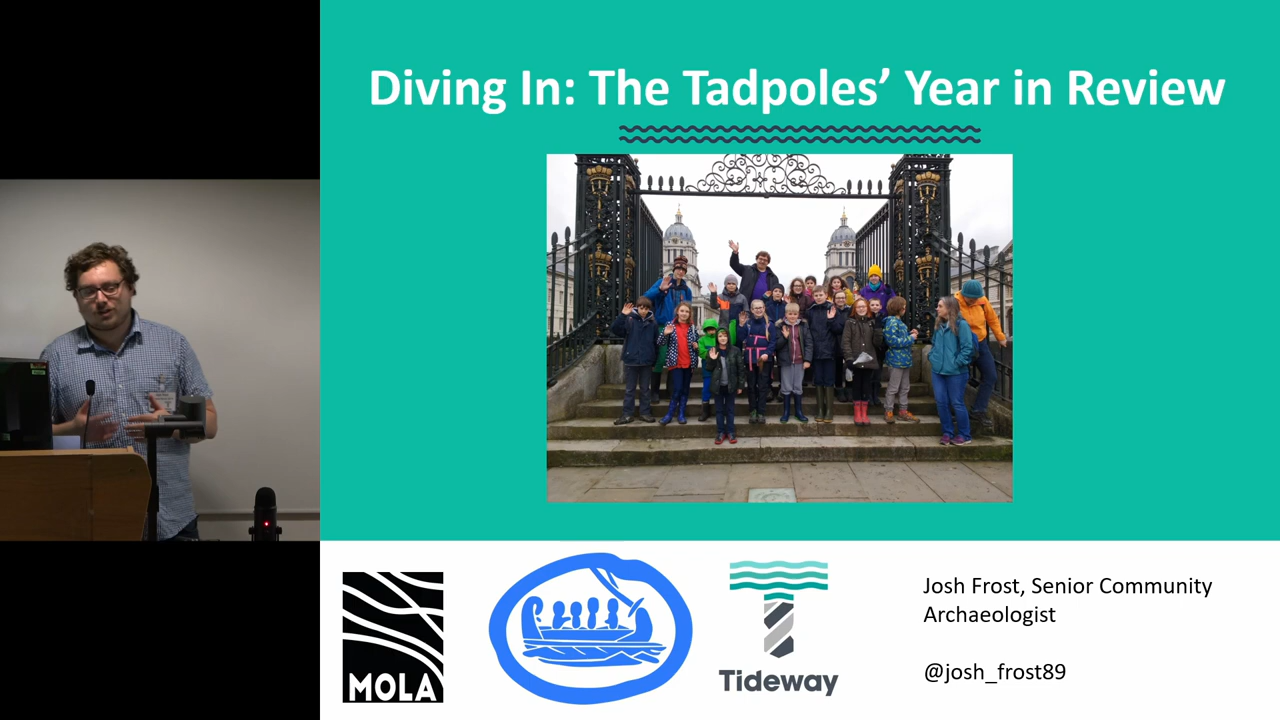 Diving In: The Tadpoles’ Year in Review
MOLA
Tideway
Josh Frost, Senior Community
Archaeologist
@josh_frost89